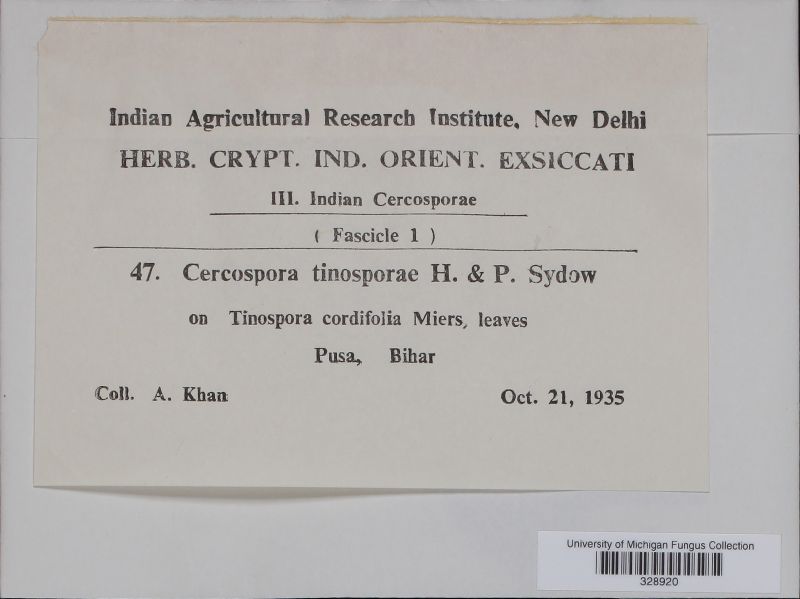 Indian Agricultural Research Institute, New Delhi
HERB. CRYPT. IND. ORIENT. EXSICCATI
III. Indian Cercosporae
( Fascicle 1 )
47. Cercospora tinosporae H. & P. Sydow
on Tinospora cordifolia Miers, leaves
Pusa, Bihar
Coll. A. Khan Oct. 21, 1935
University of Michigan Fungus Collection
328920